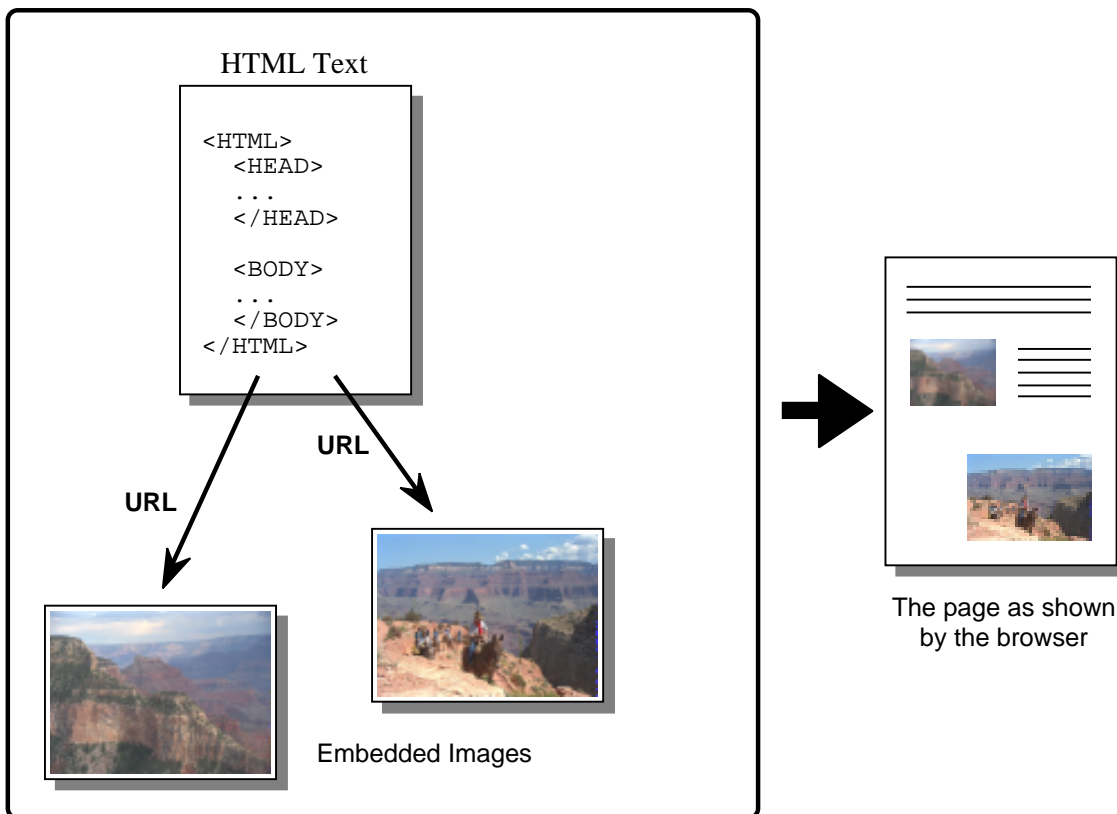 HTML Text
<HTML>
<HEAD>
...
</HEAD>
<BODY>
...
</BODY>
</HTML>
URL
URL
Embedded Images
The page as shown
by the browser